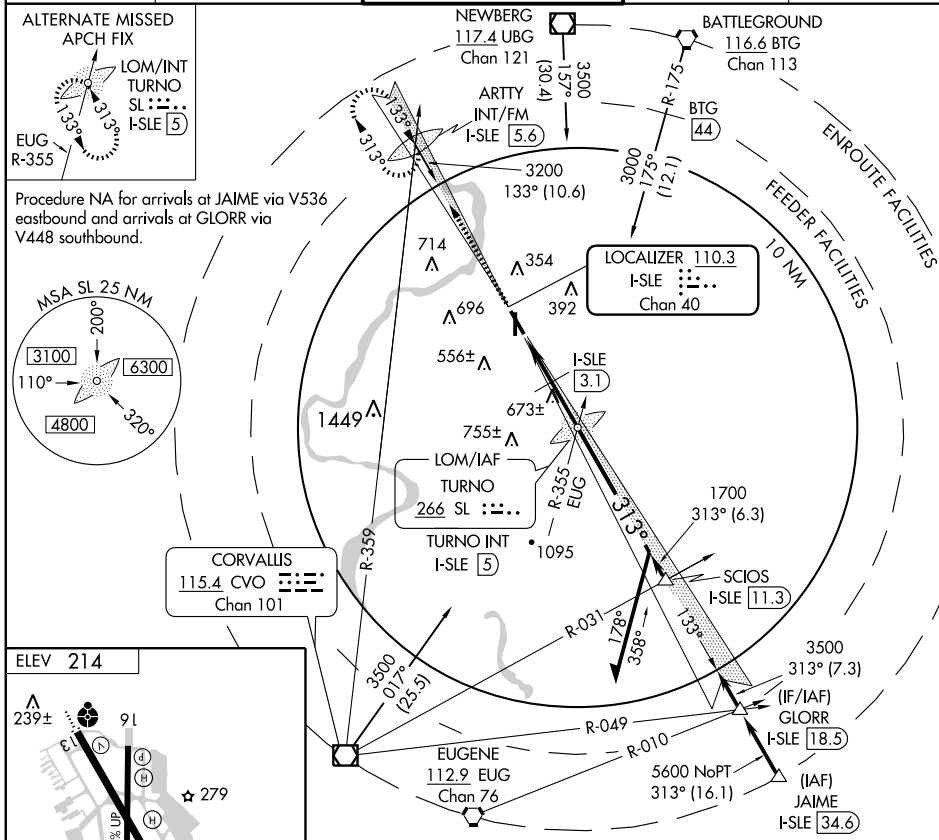 ALTERNATE MISSED
APCH FIX
LOM/INT
TURNO
SL
I-SLE 5
133°
313°
EUG
R-355
NEWBERG
117.4 UBG
Chan 121
3500
157°
(30.4)
BATTLEGROUND
116.6 BTG
Chan 113
R-175
BTG
44
3000
175°
(12.1)
ENROUTE FACILITIES
FEEDER FACILITIES
10 NM
ARTTY
INT/FM
I-SLE 5.6
133°
313°
3200
133° (10.6)
Procedure NA for arrivals at JAIME via V536
eastbound and arrivals at GLORR via
V448 southbound.
MSA SL 25 NM
200°
3100
6300
110°
4800
320°
714
354
696
392
556±
673±
1449
755±
LOCALIZER 110.3
I-SLE
Chan 40
I-SLE
3.1
LOM/IAF
TURNO
266 SL
TURNO INT
I-SLE 5
R-355
EUG
1095
313°
1700
313° (6.3)
SCIOS
I-SLE 11.3
CORVALLIS
115.4 CVO
Chan 101
R-359
R-031
178°
358°
133°
3500
017°
(25.5)
3500
313° (7.3)
(IF/IAF)
GLORR
I-SLE 18.5
R-049
R-010
EUGENE
112.9 EUG
Chan 76
5600 NoPT
313° (16.1)
(IAF)
JAIME
I-SLE 34.6
ELEV 214
239±
13
16
V
P
H
H
279
% UP